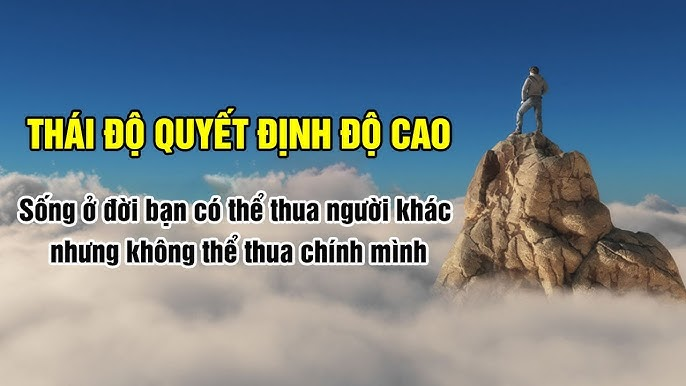 THÁI ĐỘ QUYẾT ĐỊNH ĐỘ CAO
Sống ở đời bạn có thể thua người khác
nhưng không thể thua chính mình